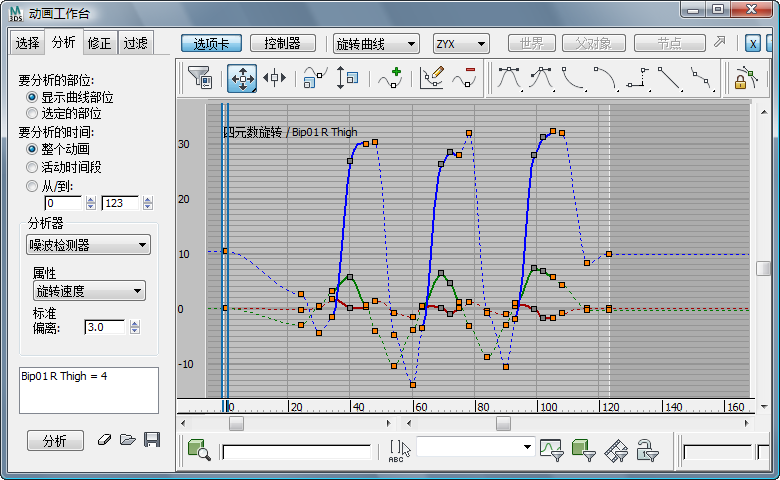 3DS 动画工作台
选择 分析 修正 过滤 选项卡 控制器 旋转曲线 ZYX 世界 父对象 节点 X
要分析的部位:
显示曲线部位
选定的部位
要分析的时间:
整个动画
活动时间段
从/到:
0 123
分析器
噪波检测器
属性
旋转速度
标准
偏离: 3.0
Bip01 R Thigh = 4
分析
四元数旋转 / Bip01 R Thigh
30
20
10
0
-10
0 20 40 60 80 100 120 140 160
ABC